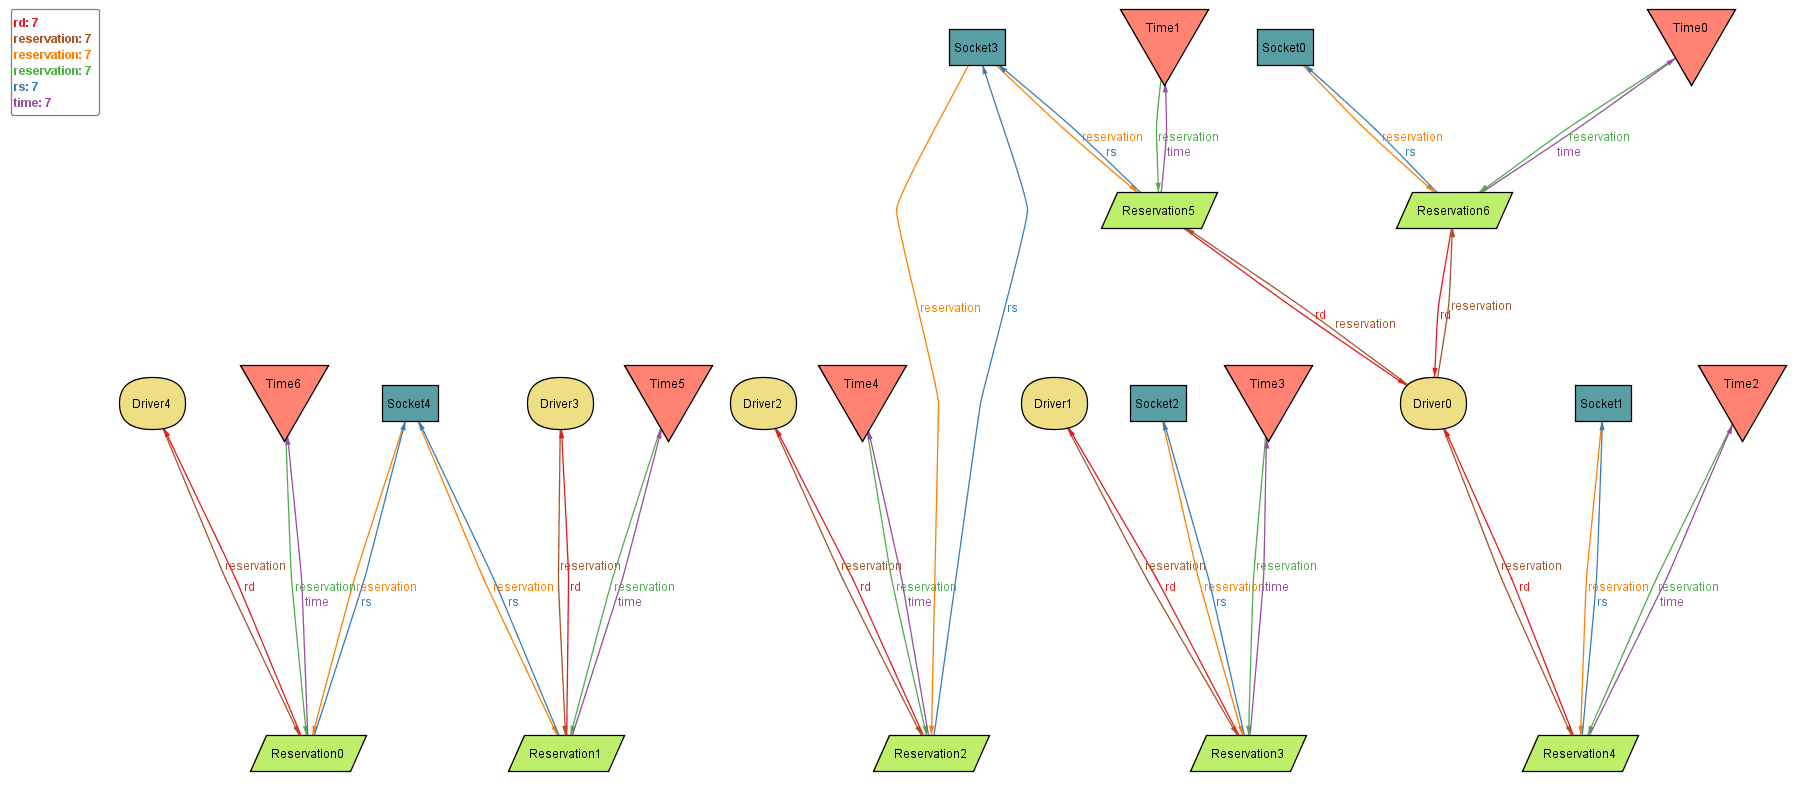 rd: 7
reservation: 7
reservation: 7
reservation: 7
rs: 7
time: 7
Time1
Time0
Socket3
Socket0
reservation
reservation
reservation
reservation
rs
time
rs
time
Reservation5
Reservation6
reservation
rs
reservation
rd
rd
reservation
Time6
Time5
Time4
Time3
Time2
Driver4
Socket4
Driver3
Driver2
Driver1
Socket2
Driver0
Socket1
reservation
reservation
reservation
reservation
reservation
rd
reservation
reservation
reservation
rd
reservation
rd
reservation
rd
reservation
reservation
rd
reservation
reservation
time
rs
rs
time
time
rs
time
rs
time
Reservation0
Reservation1
Reservation2
Reservation3
Reservation4